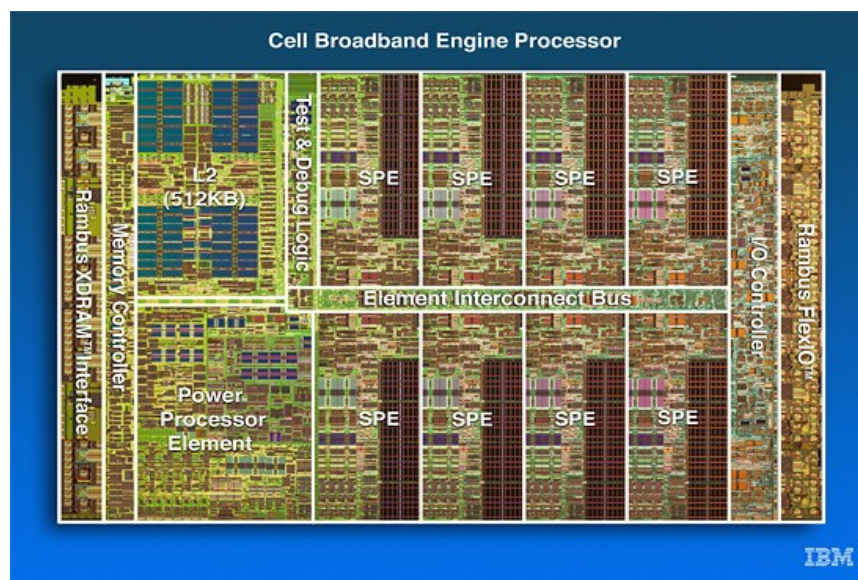 Cell Broadband Engine Processor
Rambus XDRAM™ Interface
Memory Controller
L2
(512KB)
Test & Debug Logic
SPE
SPE
SPE
SPE
I/O Controller
Rambus FlexIO™
Element Interconnect Bus
Power
Processor
Element
SPE
SPE
SPE
SPE
IBM